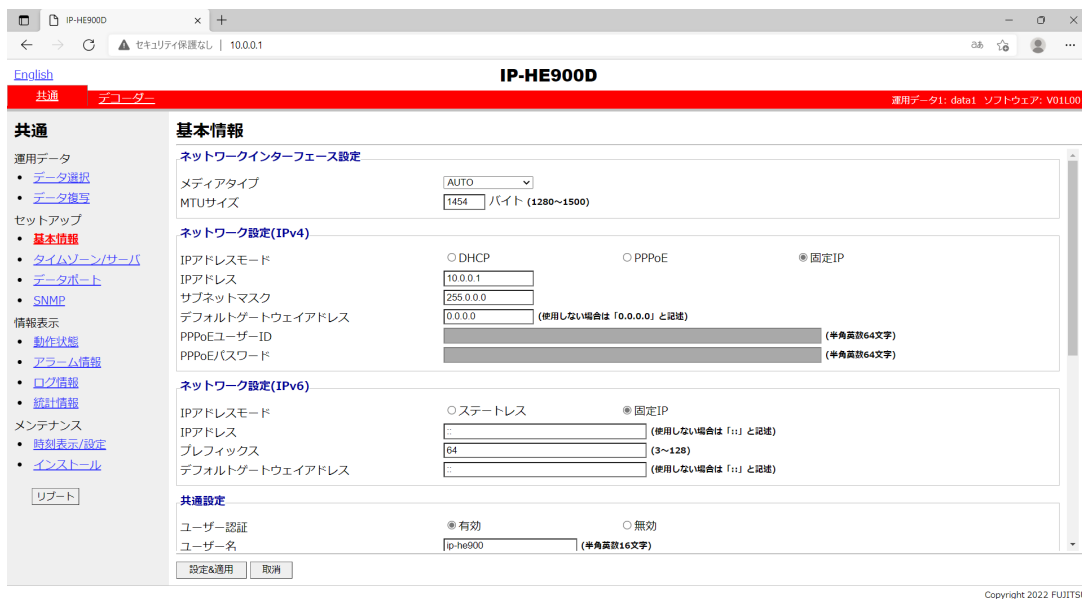 IP-HE900D
セキュリティ保護なし | 10.0.0.1
English
IP-HE900D
共通 デコーダー 運用データ1: data1 ソフトウェア: V01L00
共通
運用データ
データ選択
データ複写
セットアップ
基本情報
タイムゾーン/サーバ
データポート
SNMP
情報表示
動作状態
アラーム情報
ログ情報
統計情報
メンテナンス
時刻表示/設定
インストール
リブート
基本情報
ネットワークインターフェース設定
メディアタイプ AUTO
MTUサイズ 1454 バイト (1280~1500)
ネットワーク設定(IPv4)
IPアドレスモード DHCP PPPoE 固定IP
IPアドレス 10.0.0.1
サブネットマスク 255.0.0.0
デフォルトゲートウェイアドレス 0.0.0.0 (使用しない場合は「0.0.0.0」と記述)
PPPoEユーザーID (半角英数64文字)
PPPoEパスワード (半角英数64文字)
ネットワーク設定(IPv6)
IPアドレスモード ステートレス 固定IP
IPアドレス :: (使用しない場合は「::」と記述)
プレフィックス 64 (3~128)
デフォルトゲートウェイアドレス :: (使用しない場合は「::」と記述)
共通設定
ユーザー認証 有効 無効
ユーザー名 ip-he900 (半角英数16文字)
設定&適用 取消
Copyright 2022 FUJITSU